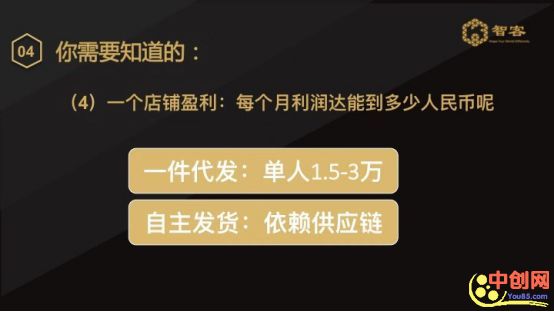 04
你需要知道的：
智客
（4）一个店铺盈利：每个月利润达能到多少人民币呢
一件代发：单人1.5-3万
自主发货：依赖供应链
中创网
You85.com